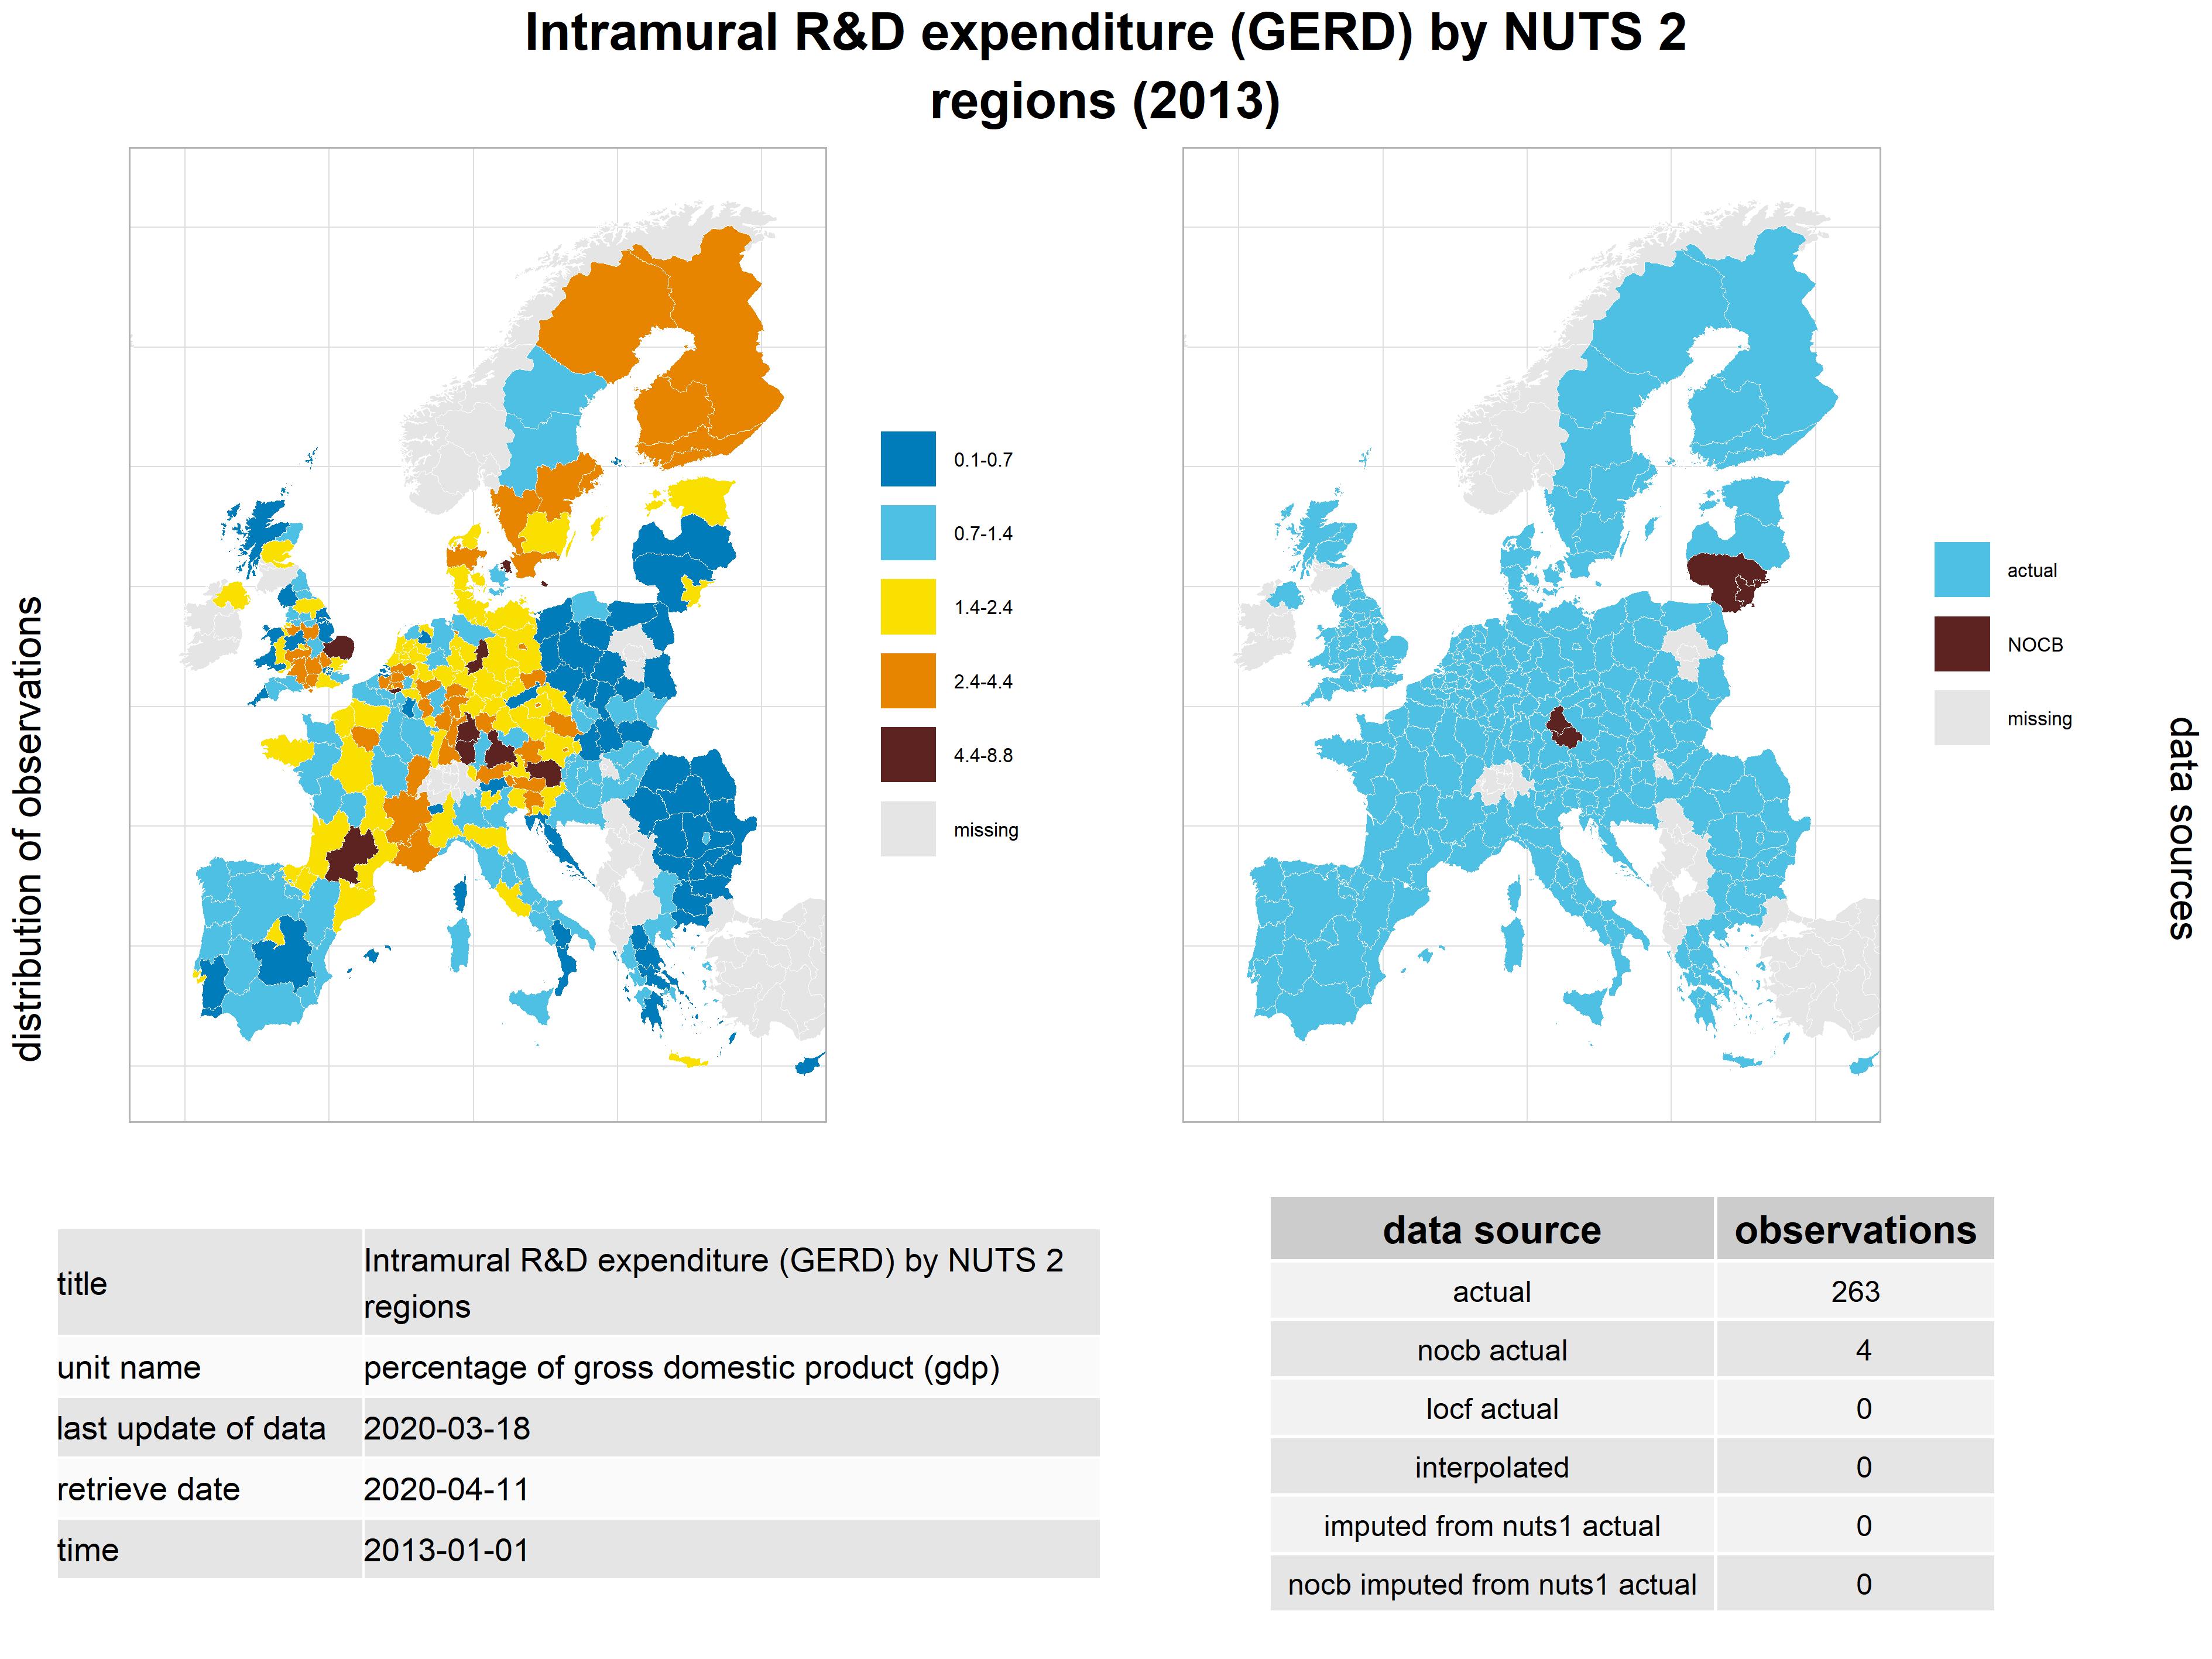 Intramural R&D expenditure (GERD) by NUTS 2
regions (2013)
distribution of observations
0.1-0.7
0.7-1.4
1.4-2.4
2.4-4.4
4.4-8.8
missing
actual
NOCB
missing
data sources
title
Intramural R&D expenditure (GERD) by NUTS 2
regions
unit name
percentage of gross domestic product (gdp)
last update of data
2020-03-18
retrieve date
2020-04-11
time
2013-01-01
data source
observations
actual
263
nocb actual
4
locf actual
0
interpolated
0
imputed from nuts1 actual
0
nocb imputed from nuts1 actual
0